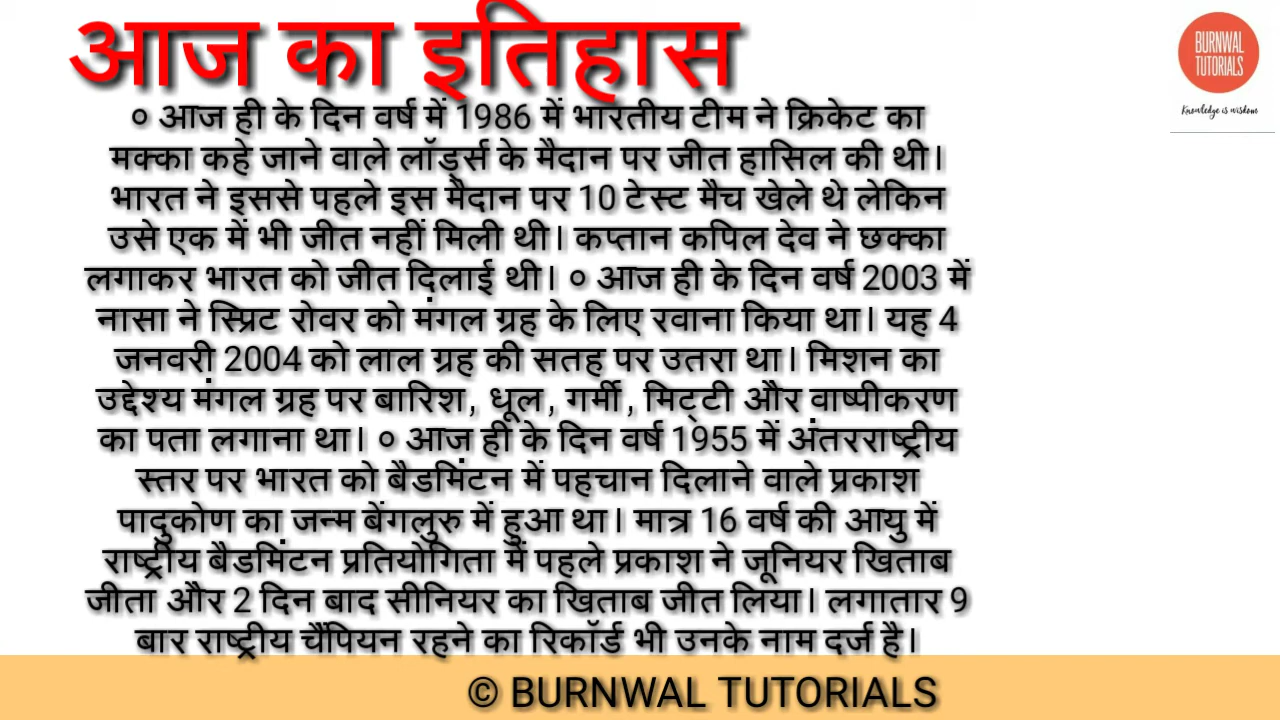 आज का इतिहास
BURNWAL
TUTORIALS
Knowledge is wisdom
० आज ही के दिन वर्ष में 1986 में भारतीय टीम ने क्रिकेट का
मक्का कहे जाने वाले लॉर्ड्स के मैदान पर जीत हासिल की थी।
भारत ने इससे पहले इस मैदान पर 10 टेस्ट मैच खेले थे लेकिन
उसे एक में भी जीत नहीं मिली थी। कप्तान कपिल देव ने छक्का
लगाकर भारत को जीत दिलाई थी। ० आज ही के दिन वर्ष 2003 में
नासा ने स्प्रिट रोवर को मंगल ग्रह के लिए रवाना किया था। यह 4
जनवरी 2004 को लाल ग्रह की सतह पर उतरा था। मिशन का
उद्देश्य मंगल ग्रह पर बारिश, धूल, गर्मी, मिट्टी और वाष्पीकरण
का पता लगाना था। ० आज ही के दिन वर्ष 1955 में अंतरराष्ट्रीय
स्तर पर भारत को बैडमिंटन में पहचान दिलाने वाले प्रकाश
पादुकोण का जन्म बेंगलुरु में हुआ था। मात्र 16 वर्ष की आयु में
राष्ट्रीय बैडमिंटन प्रतियोगिता में पहले प्रकाश ने जूनियर खिताब
जीता और 2 दिन बाद सीनियर का खिताब जीत लिया। लगातार 9
बार राष्ट्रीय चैंपियन रहने का रिकॉर्ड भी उनके नाम दर्ज है।
© BURNWAL TUTORIALS